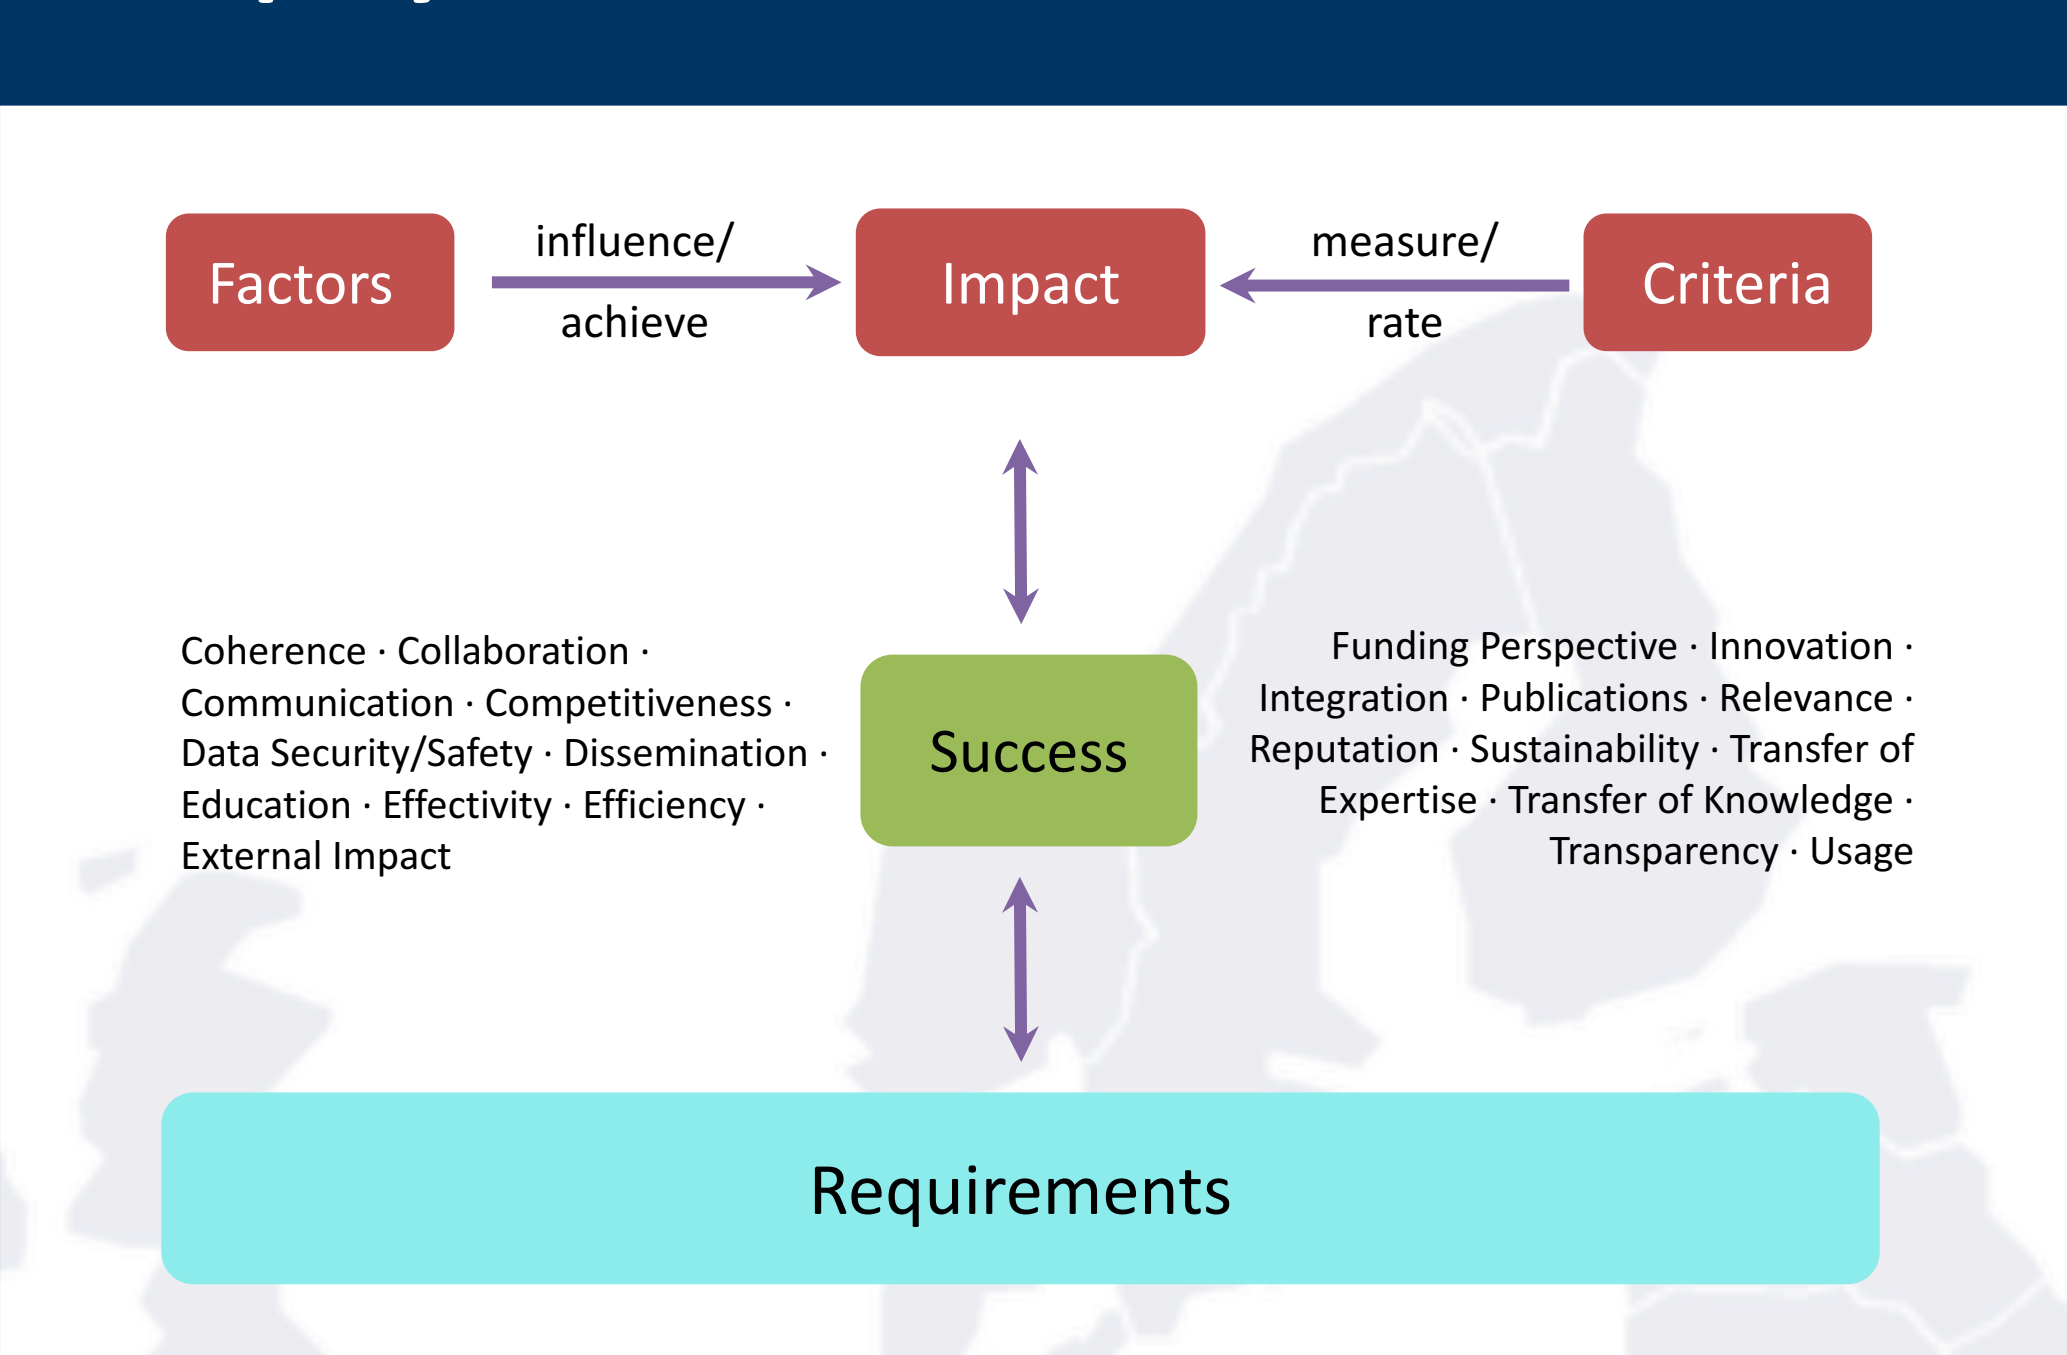 Factors
influence/
achieve
Impact
measure/
rate
Criteria
Coherence · Collaboration ·
Communication · Competitiveness ·
Data Security/Safety · Dissemination ·
Education · Effectivity · Efficiency ·
External Impact
Success
Funding Perspective · Innovation ·
Integration · Publications · Relevance ·
Reputation · Sustainability · Transfer of
Expertise · Transfer of Knowledge ·
Transparency · Usage
Requirements